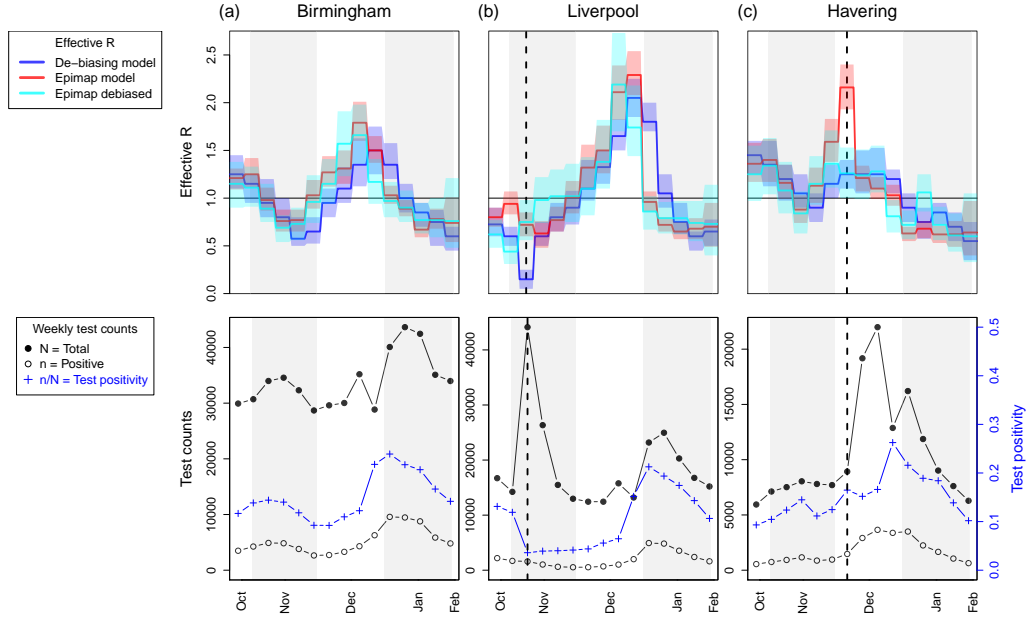 (a) Birmingham
(b) Liverpool
(c) Havering
Effective R
De−biasing model
Epimap model
Epimap debiased
Effective R
0.0 0.5 1.0 1.5 2.0 2.5
Weekly test counts
N = Total
n = Positive
n/N = Test positivity
Test counts
0 10000 20000 30000 40000
0 10000 20000 30000 40000
0 5000 10000 15000 20000
0.0 0.1 0.2 0.3 0.4 0.5
Test positivity
Oct Nov Dec Jan Feb
Oct Nov Dec Jan Feb
Oct Nov Dec Jan Feb